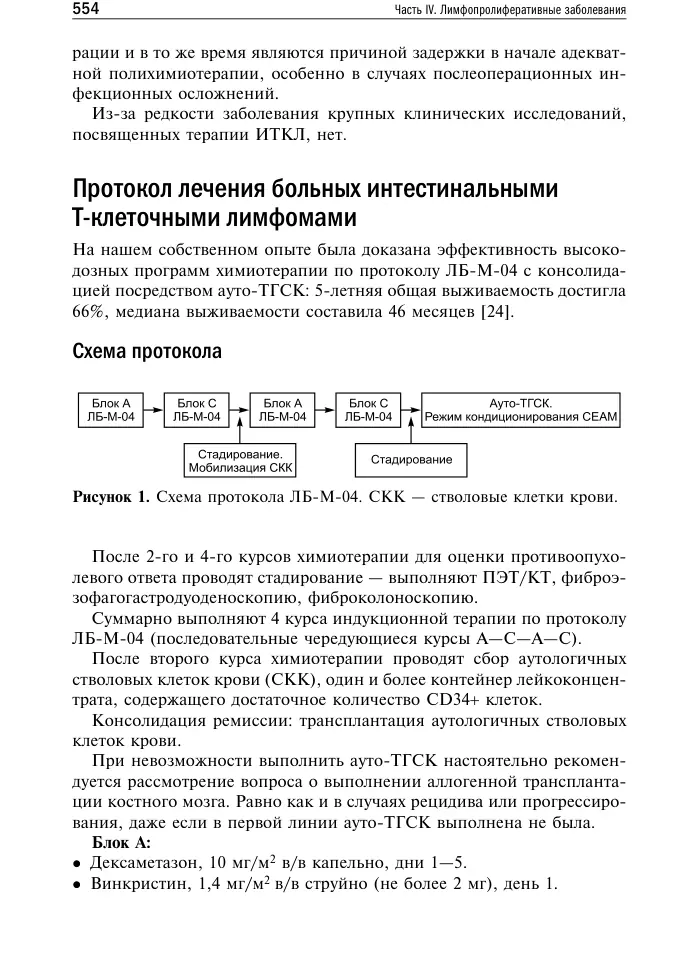 554
Часть IV. Лимфопролиферативные заболевания
рации и в то же время являются причиной задержки в начале адекват-
ной полихимиотерапии, особенно в случаях послеоперационных ин-
фекционных осложнений.
Из-за редкости заболевания крупных клинических исследований,
посвященных терапии ИТКЛ, нет.
Протокол лечения больных интестинальными
Т-клеточными лимфомами
На нашем собственном опыте была доказана эффективность высоко-
дозных программ химиотерапии по протоколу ЛБ-М-04 с консолида-
цией посредством ауто-ТГСК: 5-летняя общая выживаемость достигла
66%, медиана выживаемости составила 46 месяцев [24].
Схема протокола
Блок А
ЛБ-М-04
Блок С
ЛБ-М-04
Блок А
ЛБ-М-04
Блок С
ЛБ-М-04
Ауто-ТГСК.
Режим кондиционирования CEAM
Стадирование.
Мобилизация СКК
Стадирование
Рисунок 1. Схема протокола ЛБ-М-04. СКК — стволовые клетки крови.
После 2-го и 4-го курсов химиотерапии для оценки противоопухо-
левого ответа проводят стадирование — выполняют ПЭТ/КТ, фиброэ-
зофагогастродуоденоскопию, фиброколоноскопию.
Суммарно выполняют 4 курса индукционной терапии по протоколу
ЛБ-М-04 (последовательные чередующиеся курсы А—С—А—С).
После второго курса химиотерапии проводят сбор аутологичных
стволовых клеток крови (СКК), один и более контейнер лейкоконцен-
трата, содержащего достаточное количество CD34+ клеток.
Консолидация ремиссии: трансплантация аутологичных стволовых
клеток крови.
При невозможности выполнить ауто-ТГСК настоятельно рекомен-
дуется рассмотрение вопроса о выполнении аллогенной трансплента-
ции костного мозга. Равно как и в случаях рецидива или прогрессиро-
вания, даже если в первой линии ауто-ТГСК выполнена не была.
Блок А:
● Дексаметазон, 10 мг/м² в/в капельно, дни 1—5.
● Винкристин, 1,4 мг/м² в/в струйно (не более 2 мг), день 1.